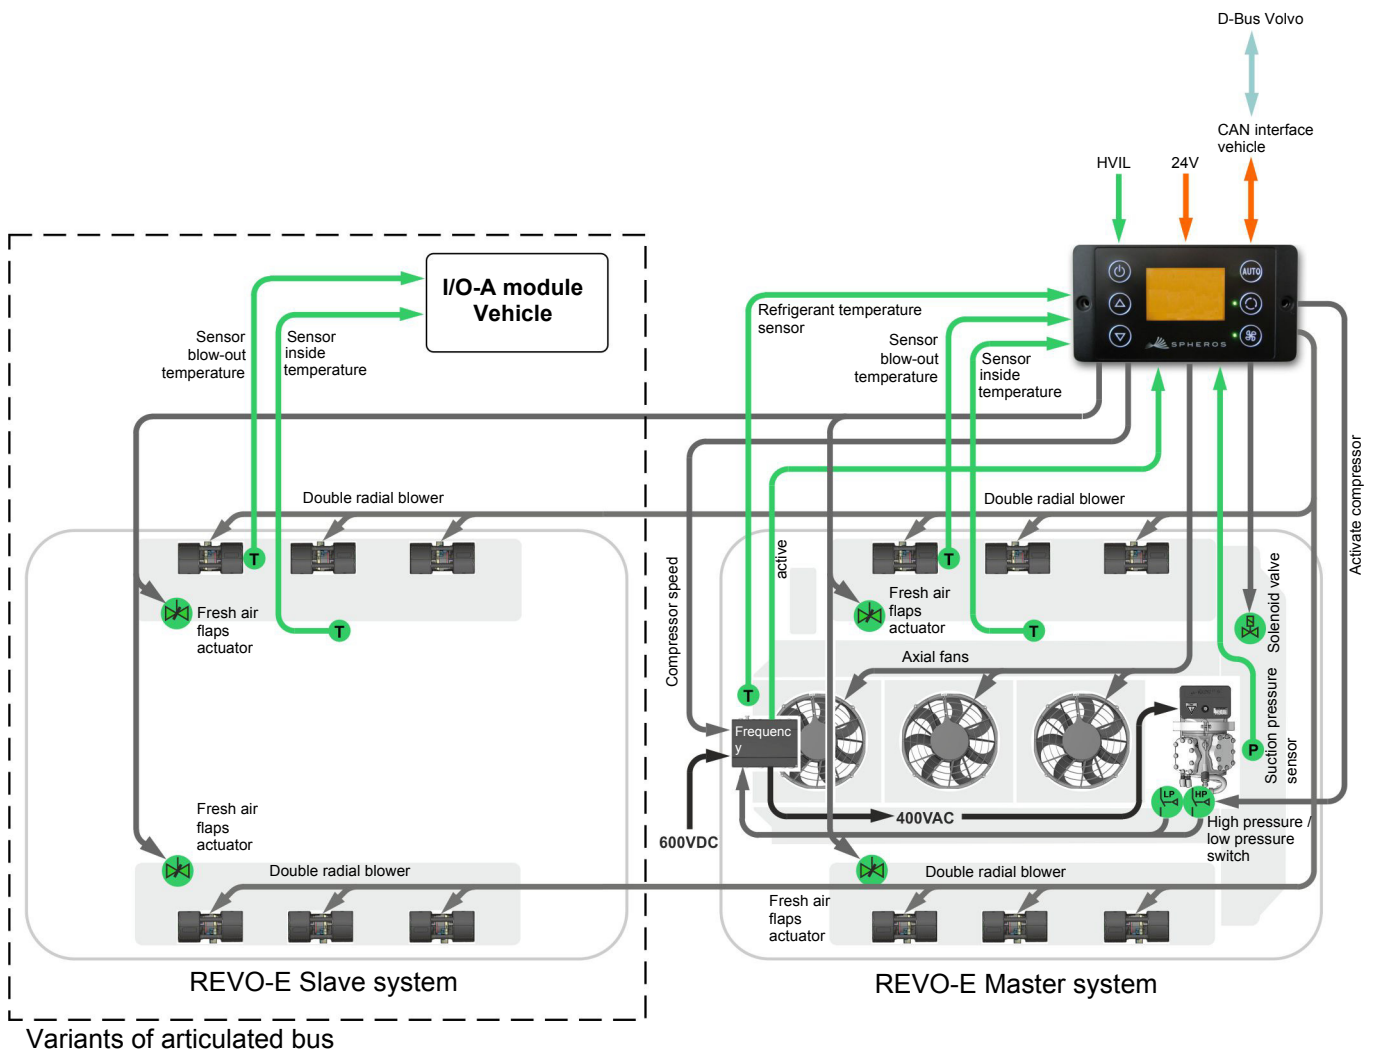 D-Bus Volvo
CAN interface
vehicle
HVIL
24V
AUTO
SPHEROS
I/O-A module
Vehicle
Sensor
blow-out
temperature
Sensor
inside
temperature
Refrigerant temperature
sensor
Sensor
blow-out
temperature
Sensor
inside
temperature
Activate compressor
Double radial blower
Double radial blower
T
T
active
Fresh air
flaps
actuator
Fresh air
flaps
actuator
Solenoid valve
T
T
Compressor speed
Axial fans
T
Frequenc
y
P
Suction pressure
sensor
LP
HP
400VAC
600VDC
High pressure /
low pressure
switch
Fresh air
flaps
actuator
Double radial blower
Double radial blower
Fresh air
flaps
actuator
REVO-E Slave system
REVO-E Master system
Variants of articulated bus